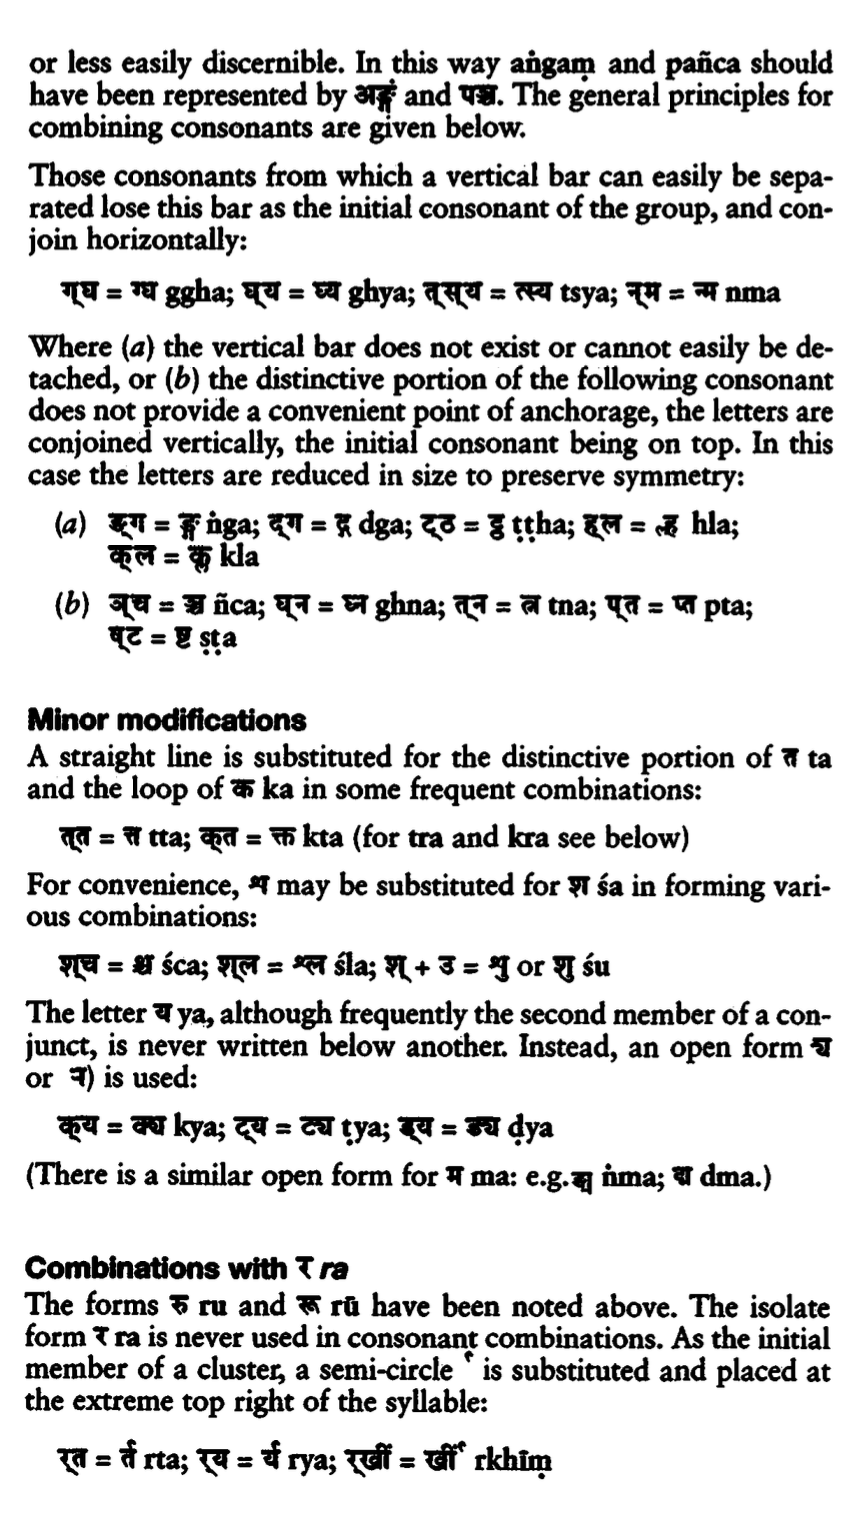 or less easily discernible. In this way aṅgaṃ and pañca should
have been represented by अङ्गं and पञ्च. The general principles for
combining consonants are given below.
Those consonants from which a vertical bar can easily be sepa-
rated lose this bar as the initial consonant of the group, and con-
join horizontally:
ग्‌घ = ग्घ ggha; घ्‌य = घ्य ghya; त्‌स्‌य = त्स्य tsya; न्‌म = न्म nma
Where (a) the vertical bar does not exist or cannot easily be de-
tached, or (b) the distinctive portion of the following consonant
does not provide a convenient point of anchorage, the letters are
conjoined vertically, the initial consonant being on top. In this
case the letters are reduced in size to preserve symmetry:
(a) ङ्‌ग = ङ्ग ṅga; द्‌ग = द्ग dga; ट्‌ठ = ट्ठ ṭṭha; ह्‌ल = ह्ल hla;
क्‌ल = क्ल kla
(b) ञ्‌च = ञ्च ñca; घ्‌न = घ्न ghna; त्‌न = त्न tna; प्‌त = प्त pta;
ष्‌ट = ष्ट ṣṭa
Minor modifications
A straight line is substituted for the distinctive portion of त ta
and the loop of क ka in some frequent combinations:
त्‌त = त्त tta; क्‌त = क्त kta (for tra and kra see below)
For convenience, श may be substituted for श śa in forming vari-
ous combinations:
श्‌च = श्च śca; श्‌ल = श्ल śla; श् + उ = शु or शु śu
The letter य ya, although frequently the second member of a con-
junct, is never written below another. Instead, an open form
or ) is used:
क्‌य = क्य kya; ट्‌य = ट्य ṭya; ड्‌य = ड्य ḍya
(There is a similar open form for म ma: e.g. ङ्म ṅma; द्म dma.)
Combinations with र ra
The forms रु ru and रू rū have been noted above. The isolate
form र ra is never used in consonant combinations. As the initial
member of a cluster, a semi-circle is substituted and placed at
the extreme top right of the syllable:
र्‌त = र्त rta; र्‌य = र्य rya; र्‌खीं = र्खीं rkhīṃ